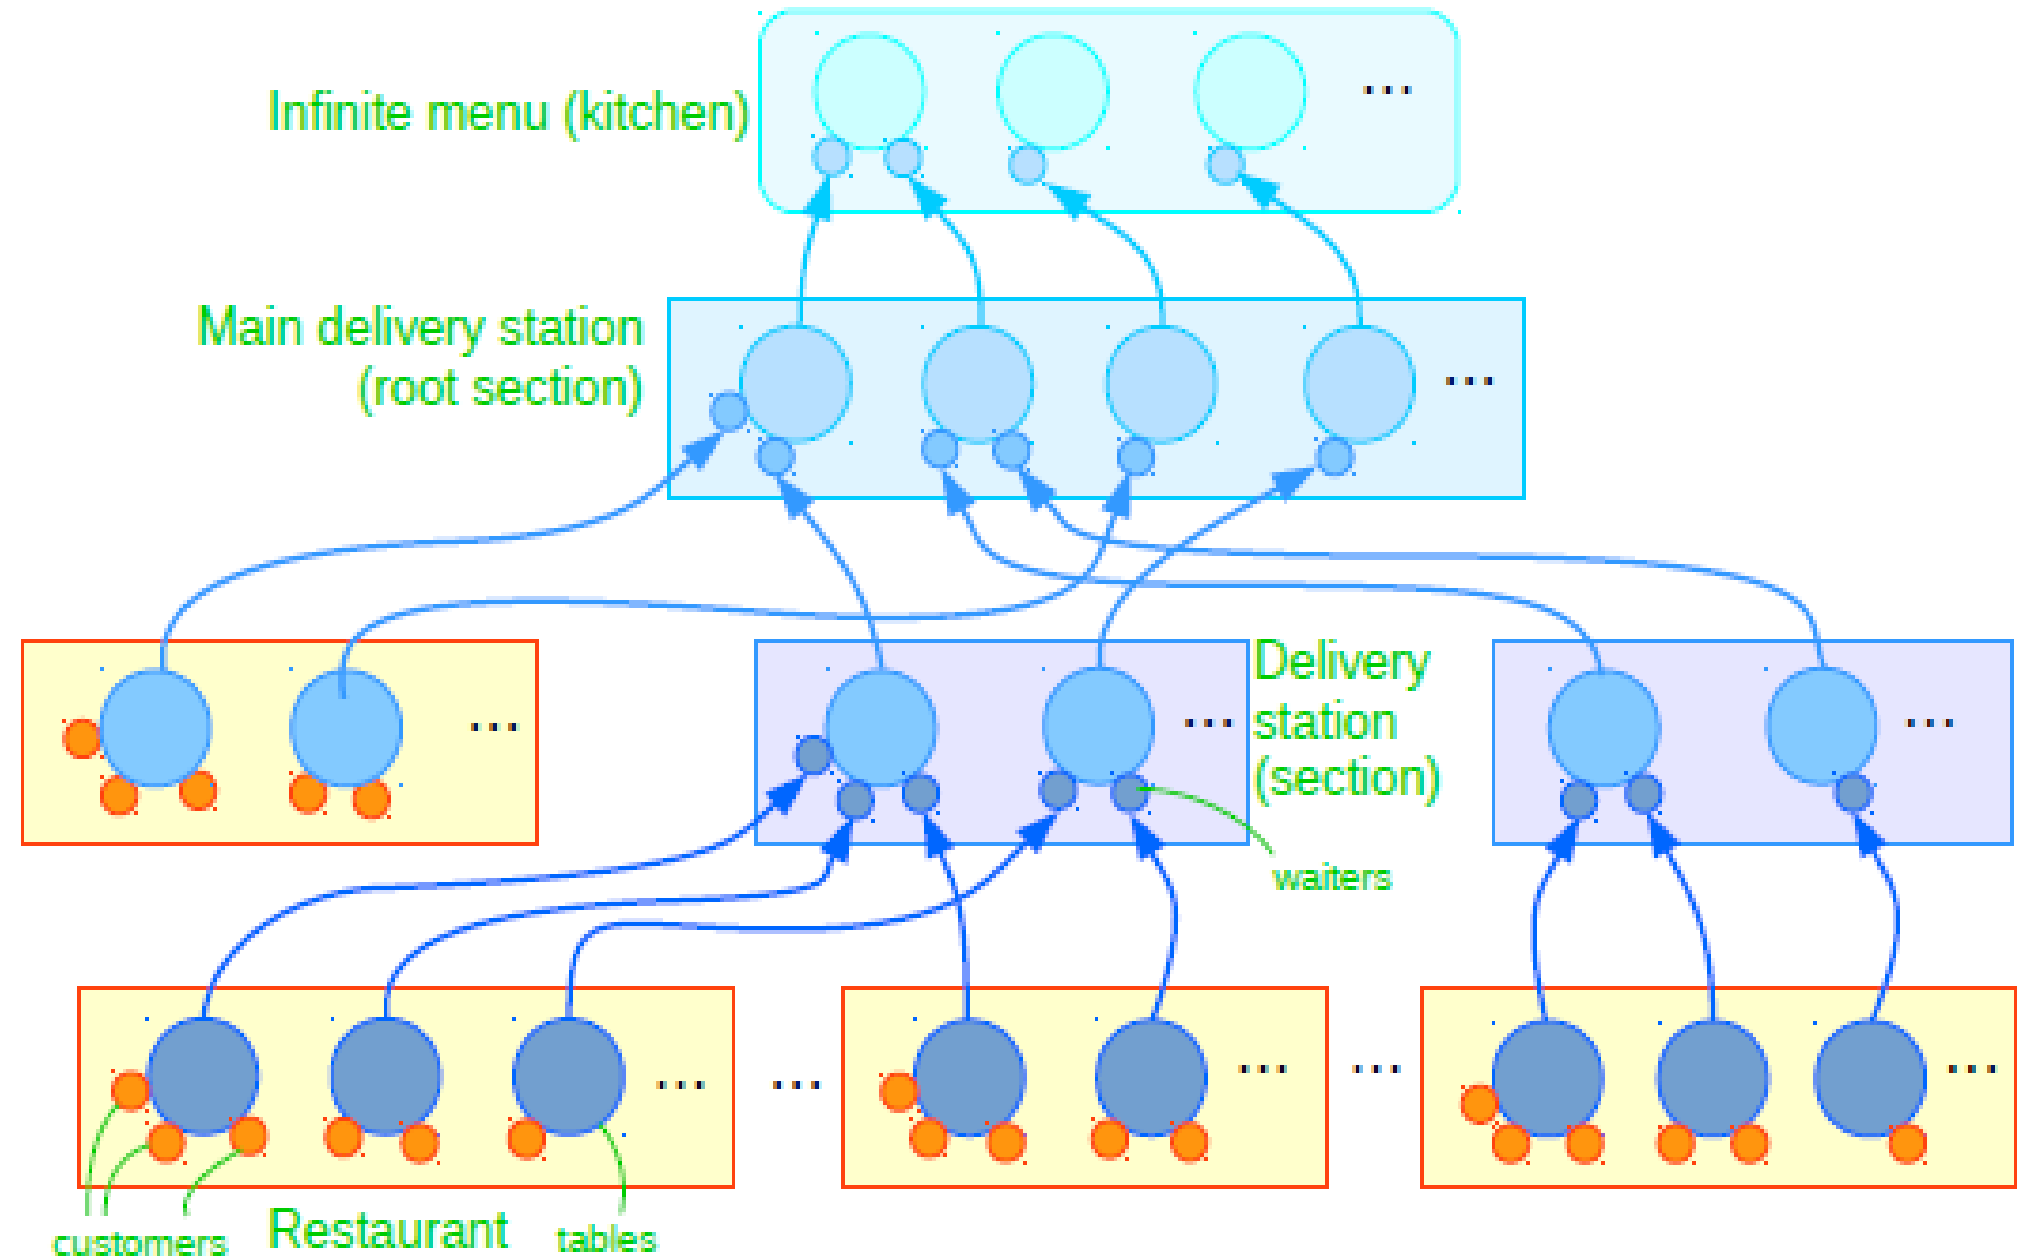 Infinite menu (kitchen)
...
Main delivery station
(root section)
...
Delivery
station
(section)
...
...
...
waiters
...
...
...
...
...
customers
Restaurant
tables